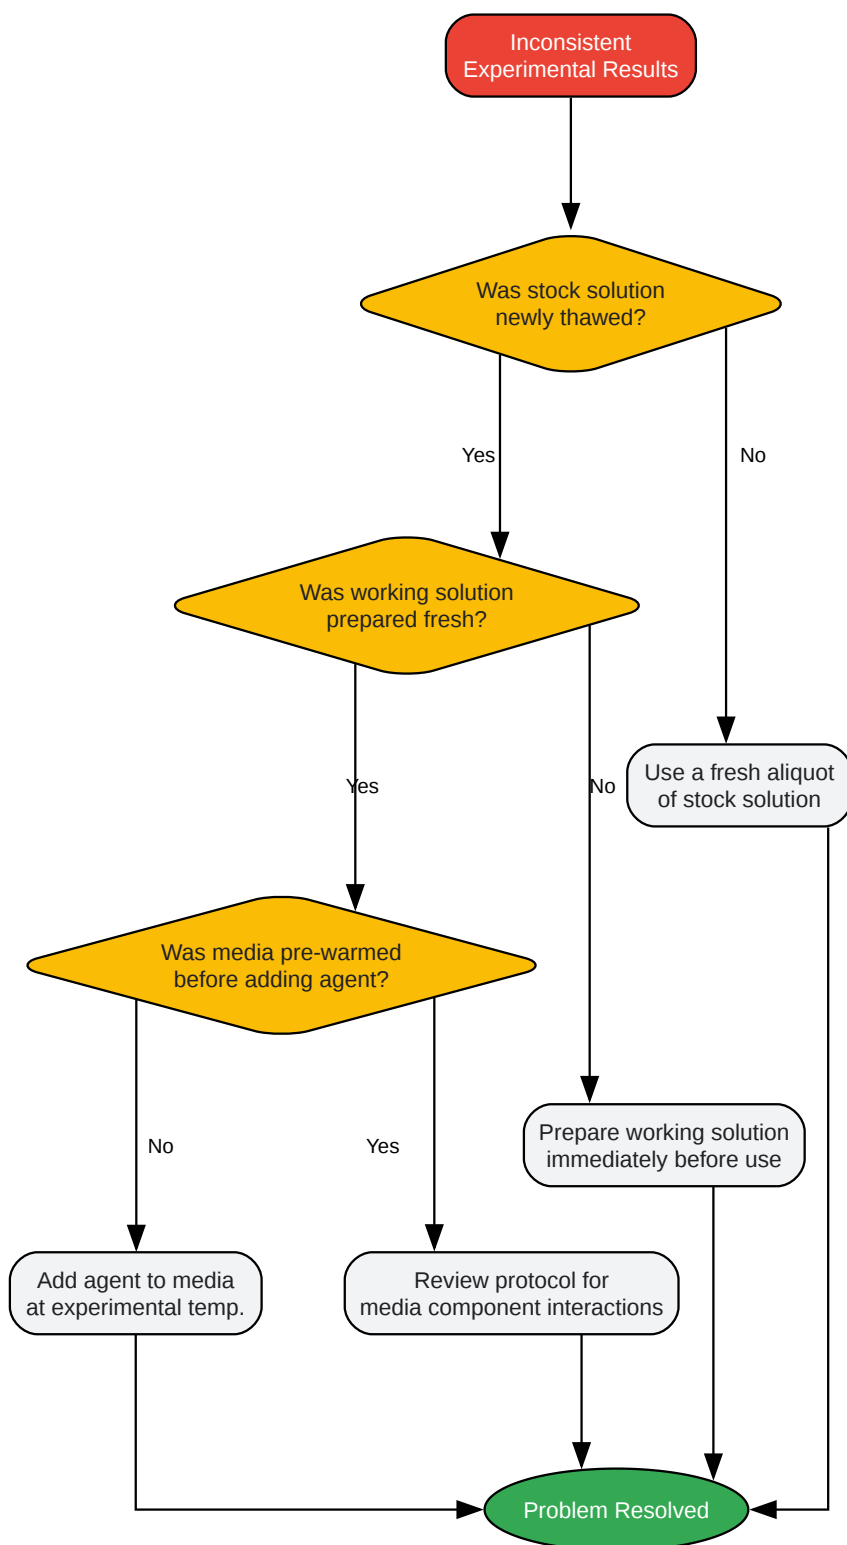 Inconsistent
Experimental Results
Was stock solution
newly thawed?
Yes
No
Was working solution
prepared fresh?
Yes
No
Use a fresh aliquot
of stock solution
Was media pre-warmed
before adding agent?
No
Yes
Prepare working solution
immediately before use
Add agent to media
at experimental temp.
Review protocol for
media component interactions
Problem Resolved